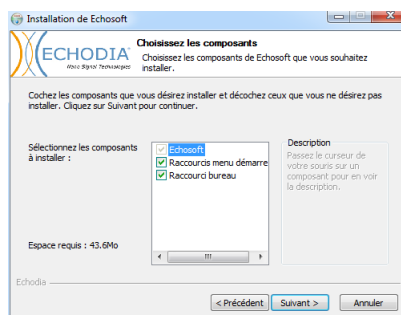 Installation de Echosoft
ECHODIA
Choisissez les composants
Choisissez les composants de Echosoft que vous souhaitez
installer.
Cochez les composants que vous désirez installer et décochez ceux que vous ne désirez pas
installer. Cliquez sur Suivant pour continuer.
Sélectionnez les composants
à installer :
Echosoft
Raccourcis menu démarre
Raccourci bureau
Description
Passez le curseur de
votre souris sur un
composant pour en voir
la description.
Espace requis : 43.6Mo
Echodia
< Précédent
Suivant >
Annuler